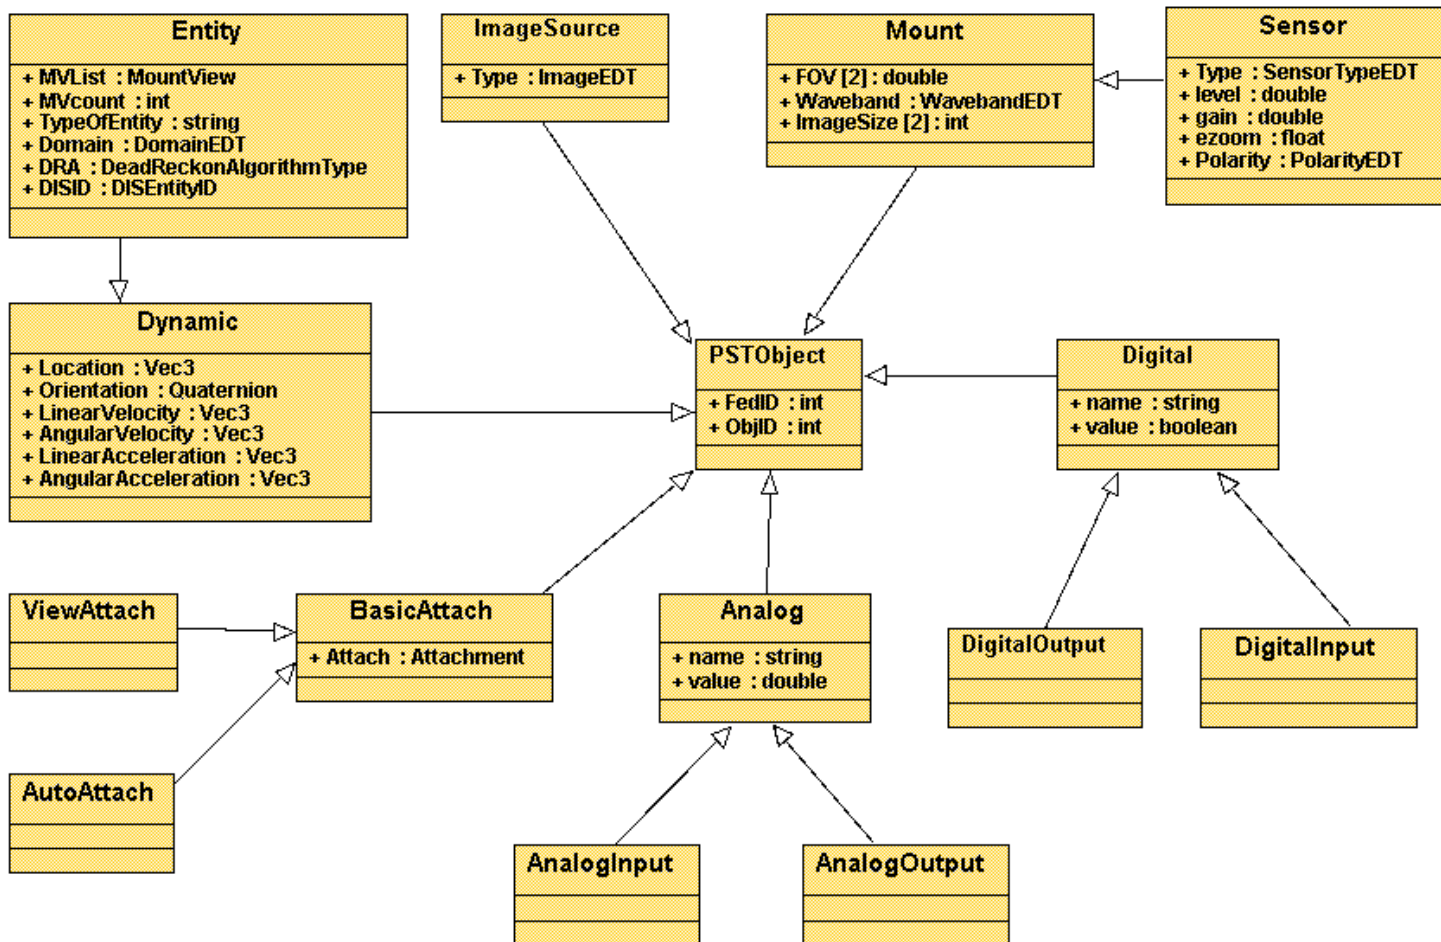 Entity
+ MVList : MountView
+ MVcount : int
+ TypeOfEntity : string
+ Domain : DomainEDT
+ DRA : DeadReckonAlgorithmType
+ DISID : DISEntityID
ImageSource
+ Type : ImageEDT
Mount
+ FOV [2] : double
+ Waveband : WavebandEDT
+ ImageSize [2] : int
Sensor
+ Type : SensorTypeEDT
+ level : double
+ gain : double
+ ezoom : float
+ Polarity : PolarityEDT
Dynamic
+ Location : Vec3
+ Orientation : Quaternion
+ LinearVelocity : Vec3
+ AngularVelocity : Vec3
+ LinearAcceleration : Vec3
+ AngularAcceleration : Vec3
PSTObject
+ FedID : int
+ ObjID : int
Digital
+ name : string
+ value : boolean
ViewAttach
BasicAttach
+ Attach : Attachment
Analog
+ name : string
+ value : double
DigitalOutput
DigitalInput
AutoAttach
AnalogInput
AnalogOutput